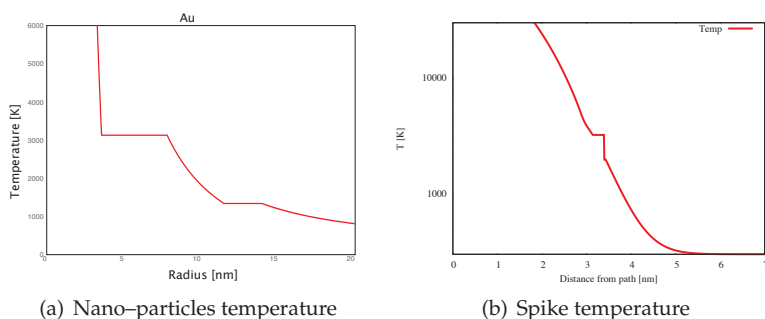 Au
6000
5000
4000
3000
2000
1000
0
Temperature [K]
0 5 10 15 20
Radius [nm]
(a) Nano–particles temperature
Temp
10000
1000
T [K]
0 1 2 3 4 5 6 7
Distance from path [nm]
(b) Spike temperature